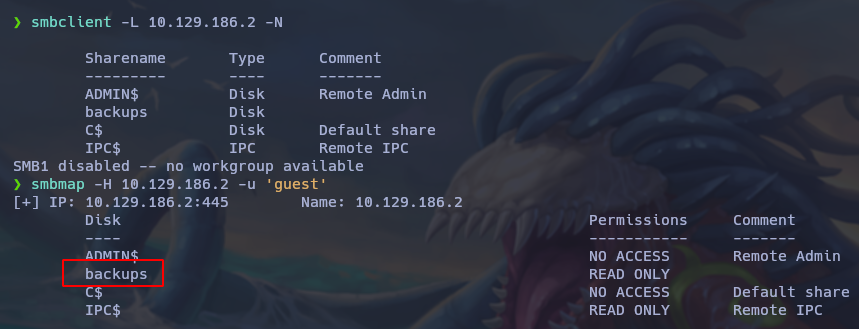 ❯ smbclient -L 10.129.186.2 -N
Sharename Type Comment
--------- ---- -------
ADMIN$ Disk Remote Admin
backups Disk
C$ Disk Default share
IPC$ IPC Remote IPC
SMB1 disabled -- no workgroup available
❯ smbmap -H 10.129.186.2 -u 'guest'
[+] IP: 10.129.186.2:445 Name: 10.129.186.2
Disk Permissions Comment
---- ----------- -------
ADMIN$ NO ACCESS Remote Admin
backups READ ONLY
C$ NO ACCESS Default share
IPC$ READ ONLY Remote IPC